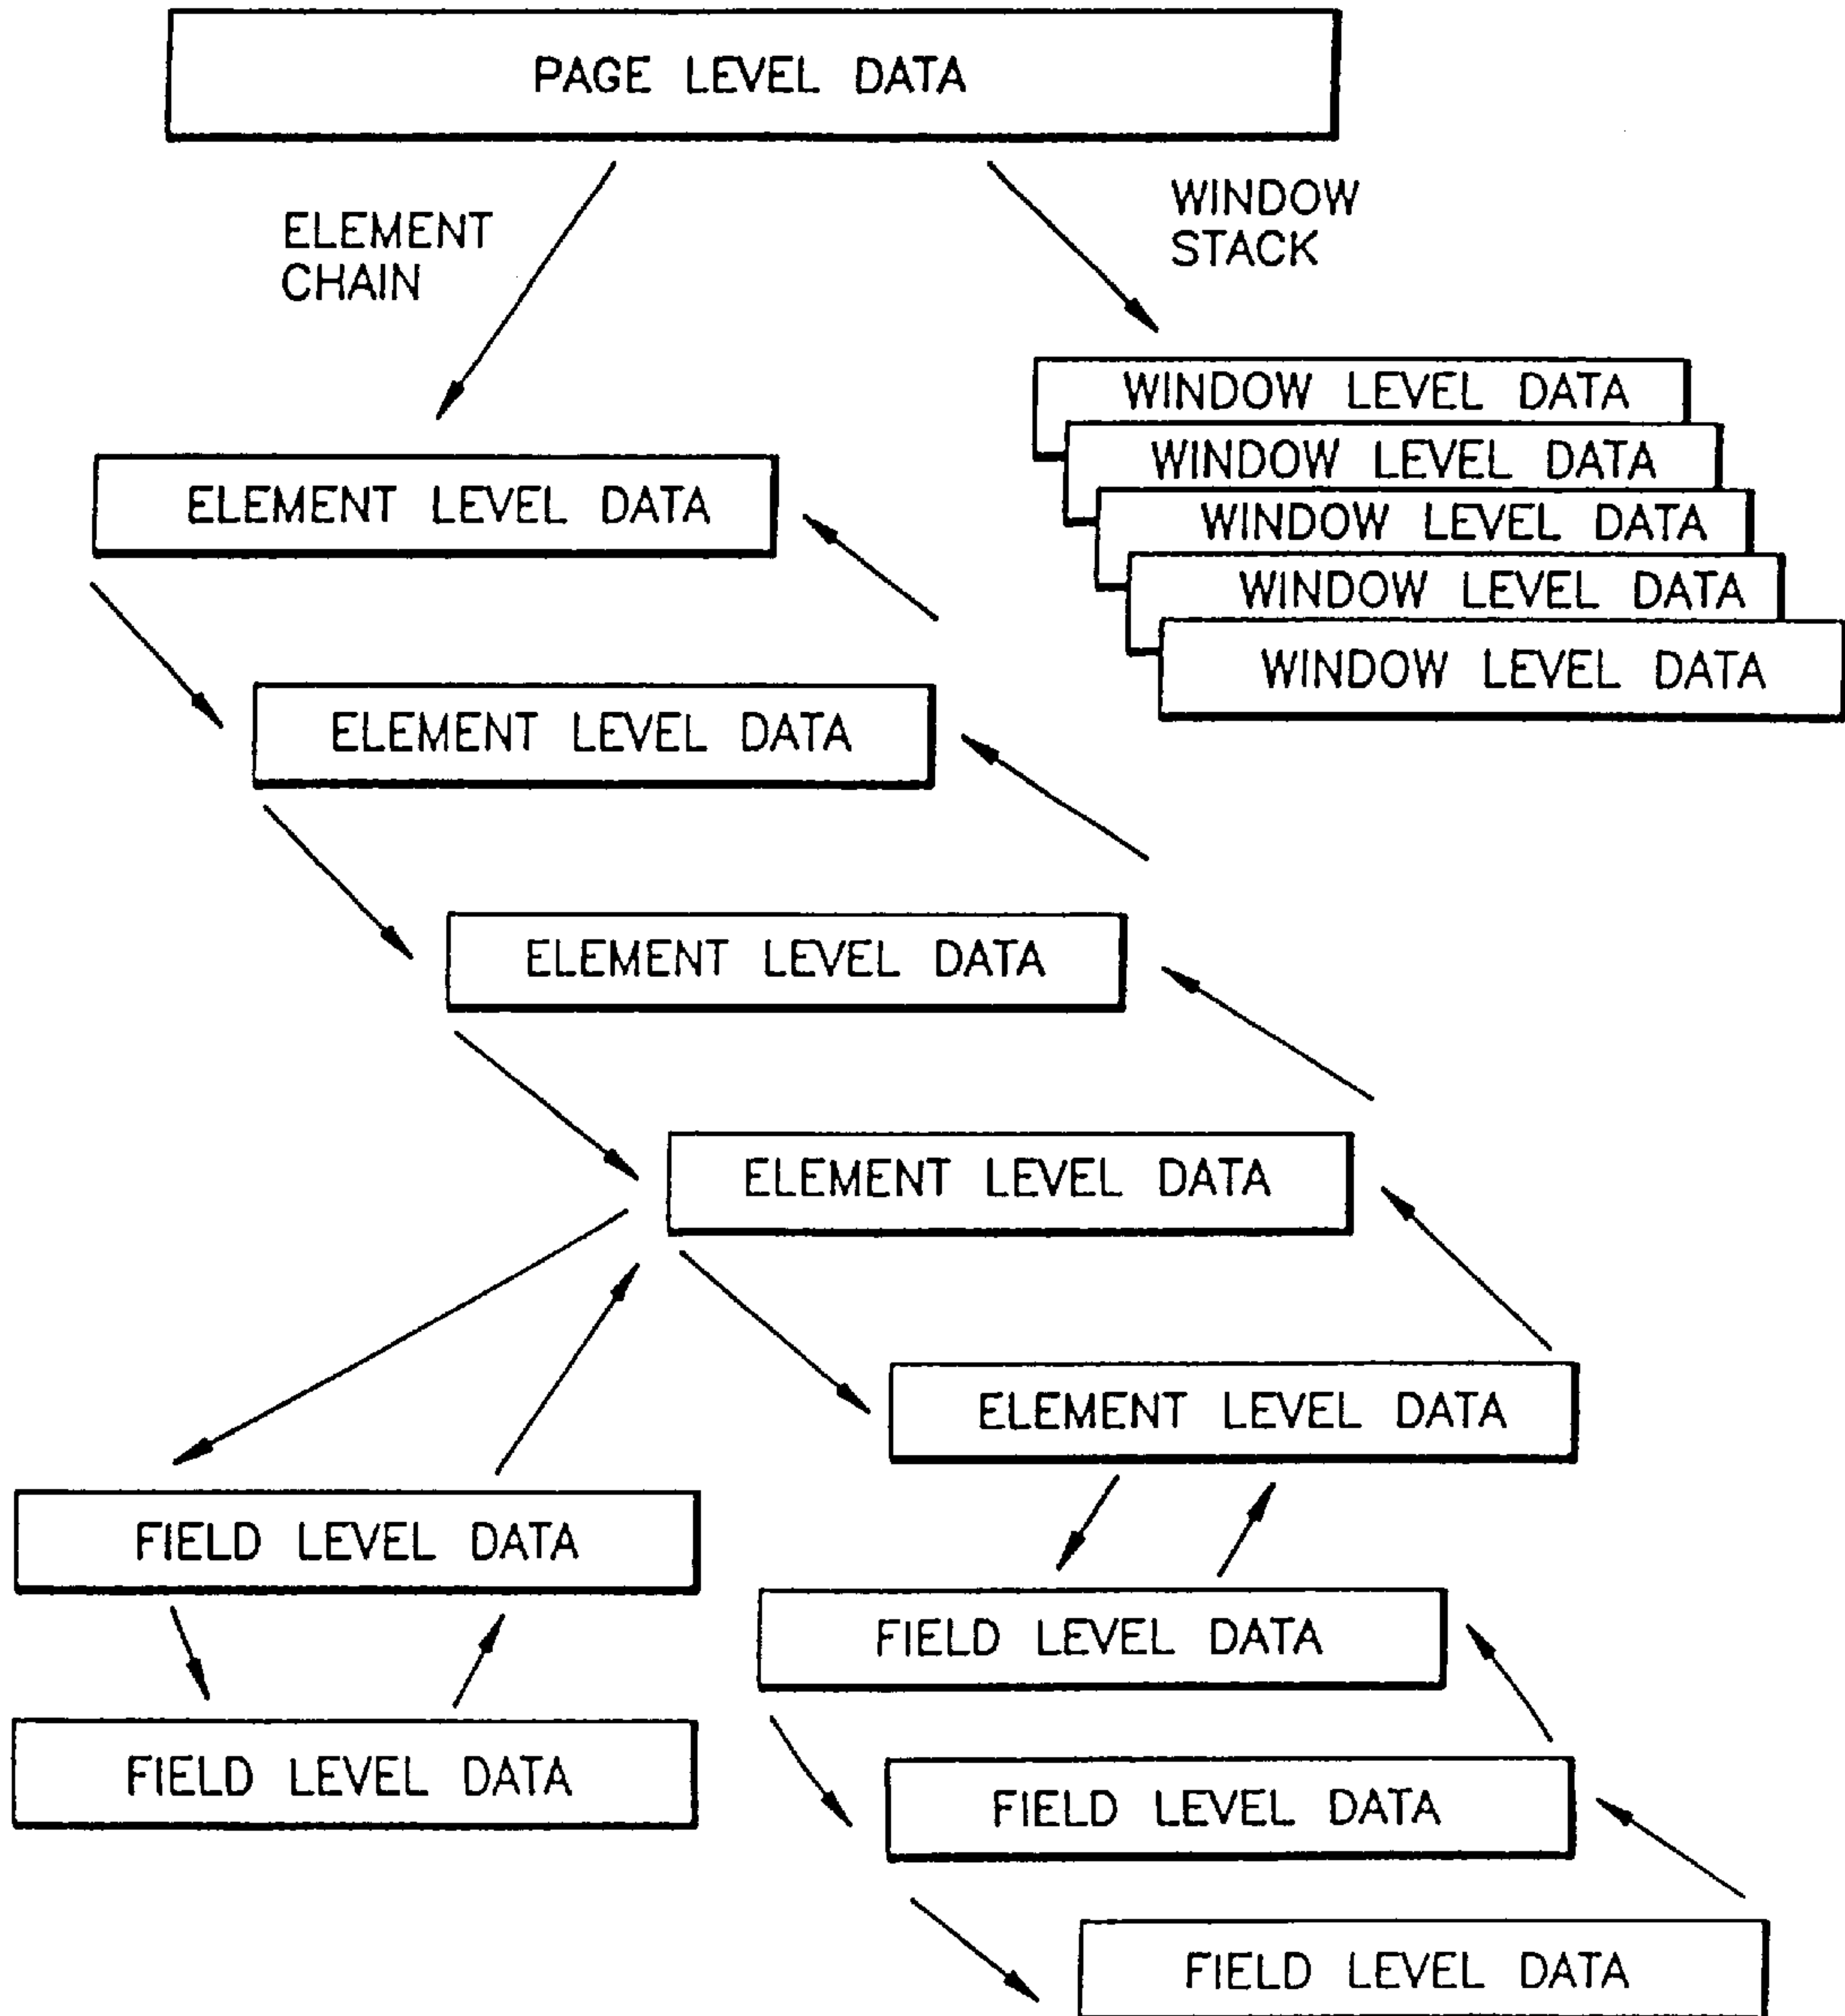 PAGE LEVEL DATA
ELEMENT
CHAIN
WINDOW
STACK
WINDOW LEVEL DATA
WINDOW LEVEL DATA
WINDOW LEVEL DATA
WINDOW LEVEL DATA
WINDOW LEVEL DATA
ELEMENT LEVEL DATA
ELEMENT LEVEL DATA
ELEMENT LEVEL DATA
ELEMENT LEVEL DATA
ELEMENT LEVEL DATA
FIELD LEVEL DATA
FIELD LEVEL DATA
FIELD LEVEL DATA
FIELD LEVEL DATA
FIELD LEVEL DATA